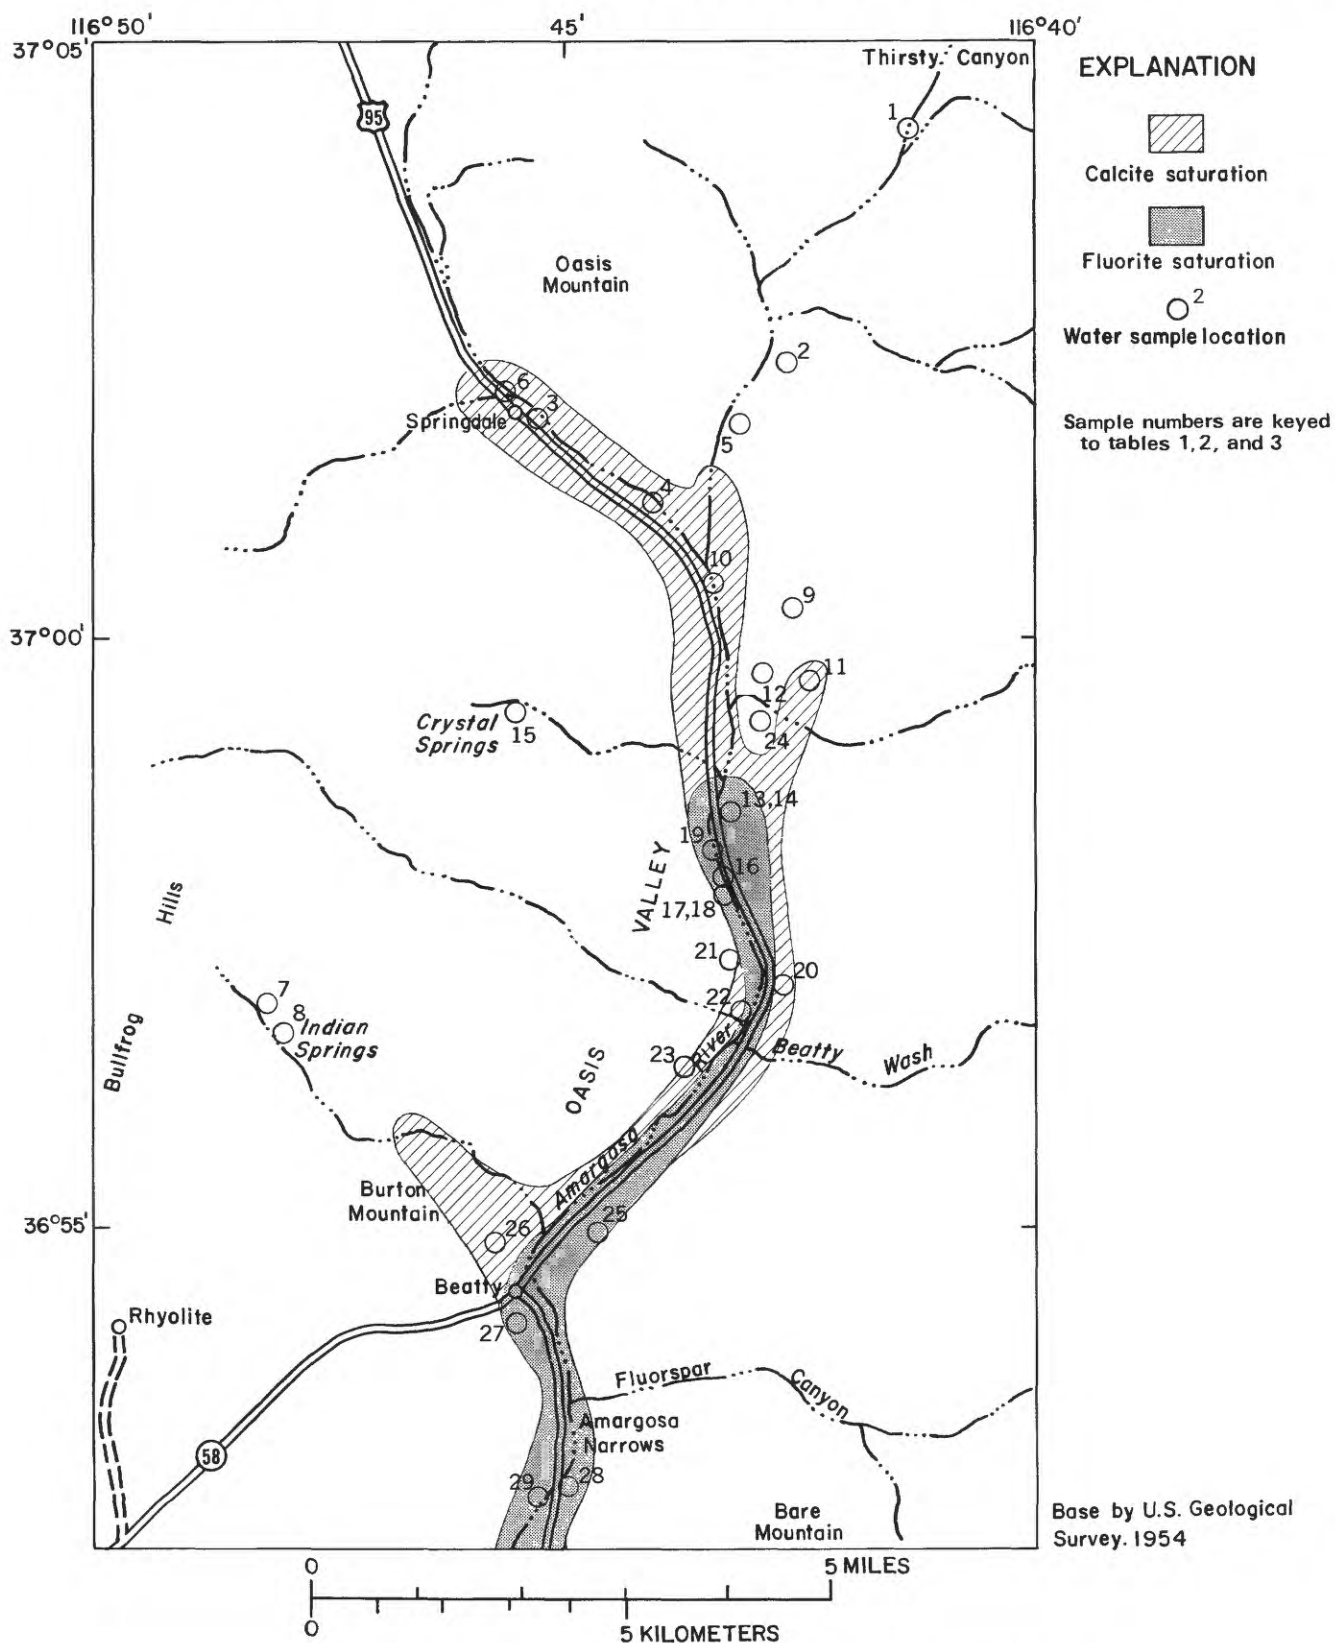 116°50'
45'
116°40'
37°05'
Thirsty Canyon
EXPLANATION
95
1
Calcite saturation
Fluorite saturation
Oasis
Mountain
2
Water sample location
2
6
3
Springdale
5
Sample numbers are keyed
to tables 1, 2, and 3
4
10
9
37°00'
11
12
Crystal
Springs
15
24
13,14
19
16
VALLEY
17,18
Hills
21
20
7
22
8
Indian
Springs
River
Beatty
Wash
23
Bullfrog
OASIS
Amargosa
Burton
Mountain
36°55'
25
26
Beatty
Rhyolite
27
Fluorspar
Canyon
Amargosa
Narrows
58
29
28
Bare
Mountain
Base by U.S. Geological
Survey. 1954
0
5 MILES
0
5 KILOMETERS